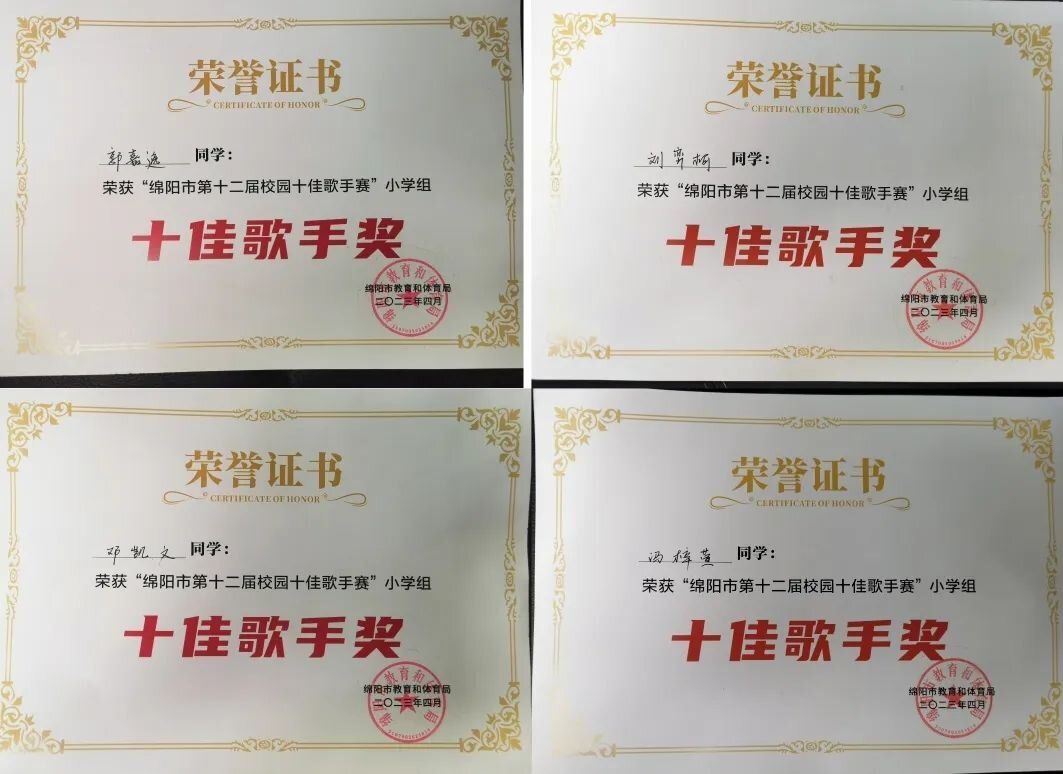 荣誉证书
CERTIFICATE OF HONOR
郭嘉逸 同学：
荣获“绵阳市第十二届校园十佳歌手赛”小学组
十佳歌手奖
绵阳市教育和体育局
二〇二三年四月
荣誉证书
CERTIFICATE OF HONOR
刘霁桐 同学：
荣获“绵阳市第十二届校园十佳歌手赛”小学组
十佳歌手奖
绵阳市教育和体育局
二〇二三年四月
荣誉证书
CERTIFICATE OF HONOR
邓凯文 同学：
荣获“绵阳市第十二届校园十佳歌手赛”小学组
十佳歌手奖
绵阳市教育和体育局
二〇二三年四月
荣誉证书
CERTIFICATE OF HONOR
冯梓萱 同学：
荣获“绵阳市第十二届校园十佳歌手赛”小学组
十佳歌手奖
绵阳市教育和体育局
二〇二三年四月